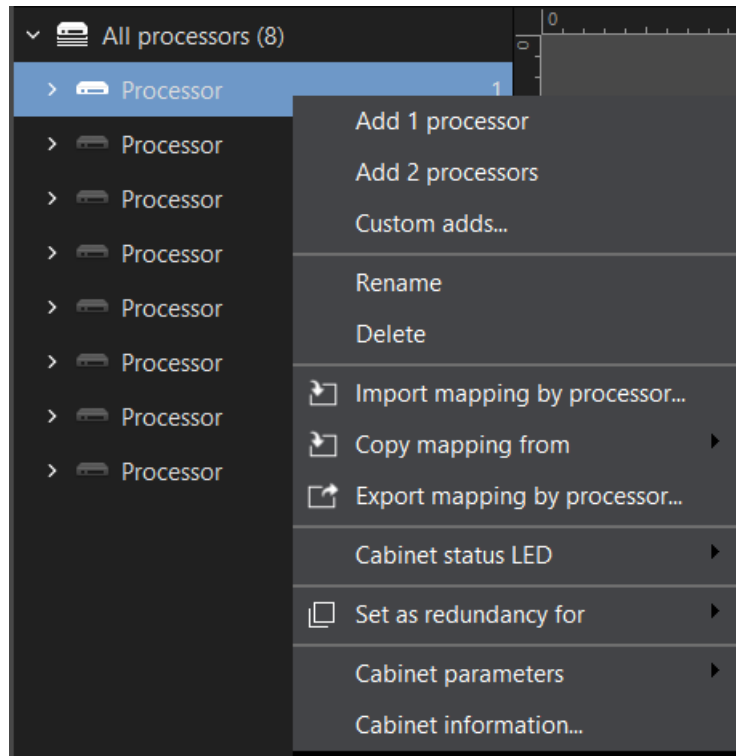 All processors (8)
0
0
Processor 1
Processor
Processor
Processor
Processor
Processor
Processor
Processor
Add 1 processor
Add 2 processors
Custom adds...
Rename
Delete
Import mapping by processor...
Copy mapping from
Export mapping by processor...
Cabinet status LED
Set as redundancy for
Cabinet parameters
Cabinet information...